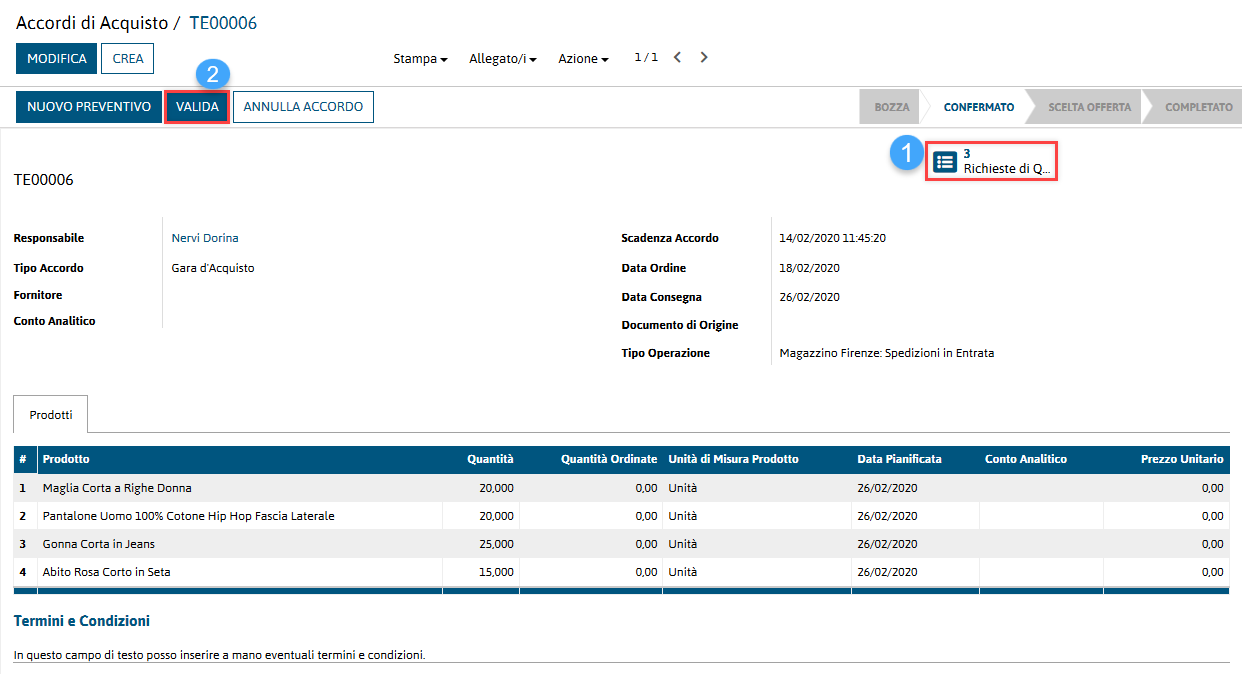 Accordi di Acquisto / TE00006
MODIFICA CREA Stampa Allegato/i Azione 1 / 1
2
NUOVO PREVENTIVO VALIDA ANNULLA ACCORDO BOZZA CONFERMATO SCELTA OFFERTA COMPLETATO
1 3
Richieste di Q...
TE00006
Responsabile Nervi Dorina Scadenza Accordo 14/02/2020 11:45:20
Tipo Accordo Gara d'Acquisto Data Ordine 18/02/2020
Fornitore Data Consegna 26/02/2020
Conto Analitico Documento di Origine
Tipo Operazione Magazzino Firenze: Spedizioni in Entrata
Prodotti
# Prodotto Quantità Quantità Ordinate Unità di Misura Prodotto Data Pianificata Conto Analitico Prezzo Unitario
1 Maglia Corta a Righe Donna 20,000 0,00 Unità 26/02/2020 0,00
2 Pantalone Uomo 100% Cotone Hip Hop Fascia Laterale 20,000 0,00 Unità 26/02/2020 0,00
3 Gonna Corta in Jeans 25,000 0,00 Unità 26/02/2020 0,00
4 Abito Rosa Corto in Seta 15,000 0,00 Unità 26/02/2020 0,00
Termini e Condizioni
In questo campo di testo posso inserire a mano eventuali termini e condizioni.